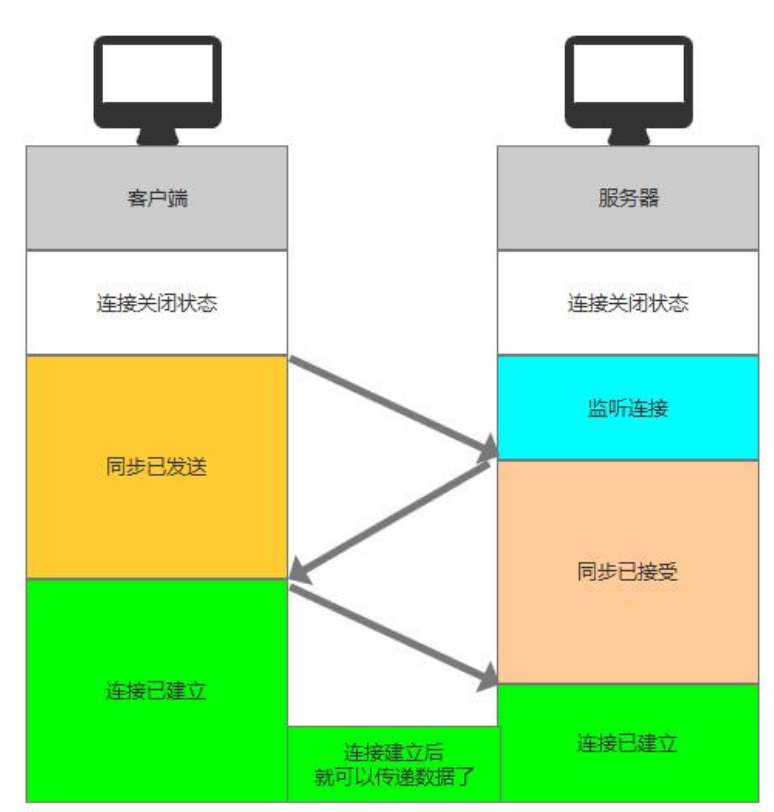 客户端
服务器
连接关闭状态
连接关闭状态
监听连接
同步已发送
同步已接受
连接已建立
连接已建立
连接建立后
就可以传递数据了